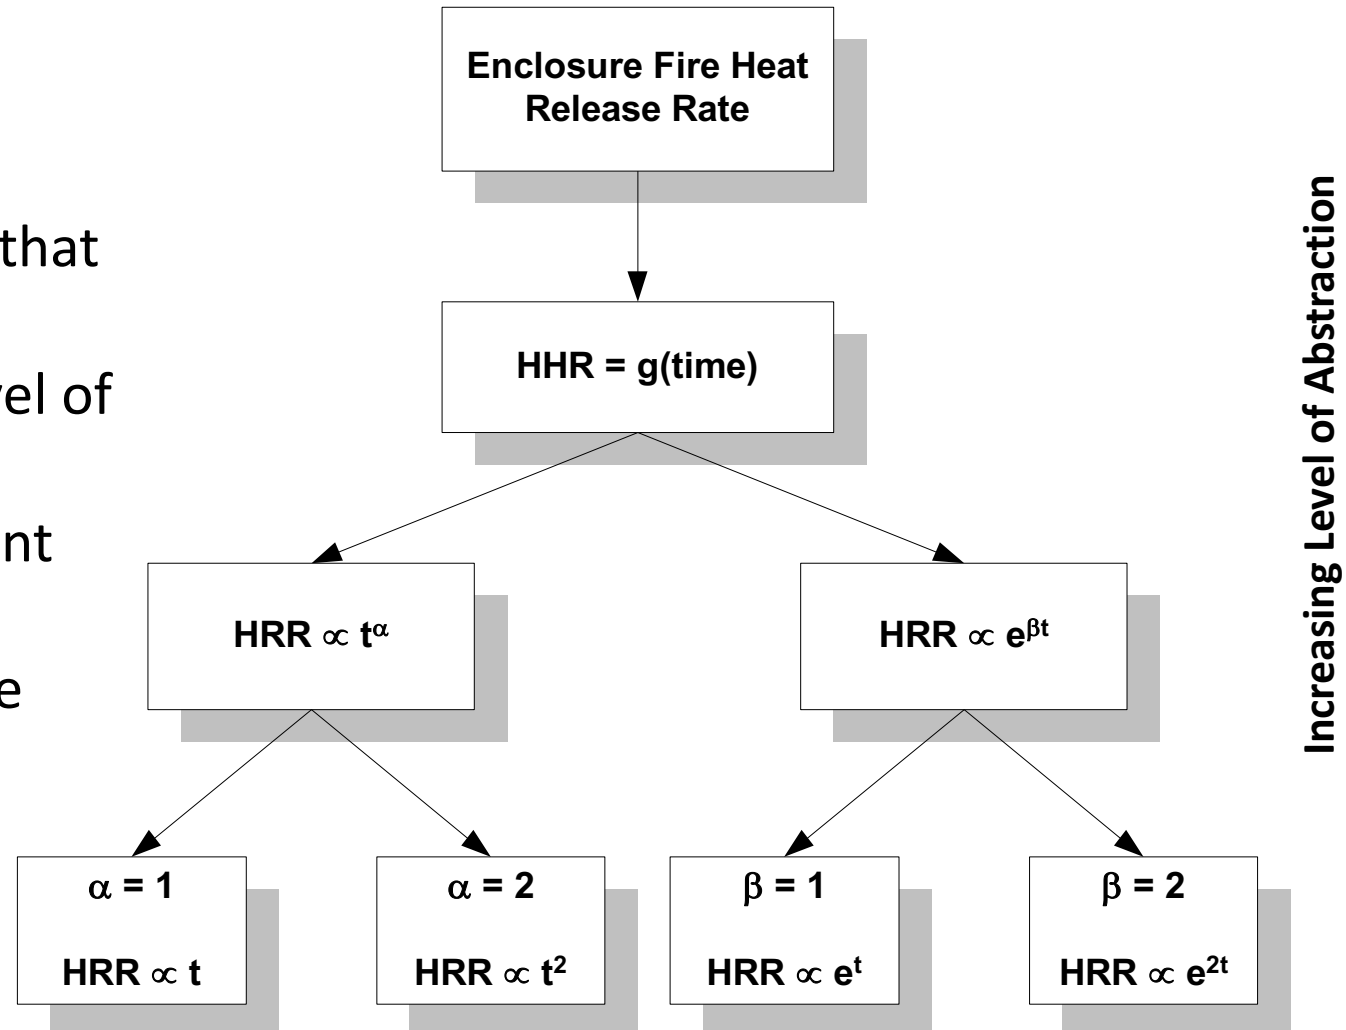 Enclosure Fire Heat
Release Rate
that
HHR = g(time)
vel of
nt
HRR ∝ t^α
HRR ∝ e^βt
e
α = 1
HRR ∝ t
α = 2
HRR ∝ t²
β = 1
HRR ∝ e^t
β = 2
HRR ∝ e^2t
Increasing Level of Abstraction